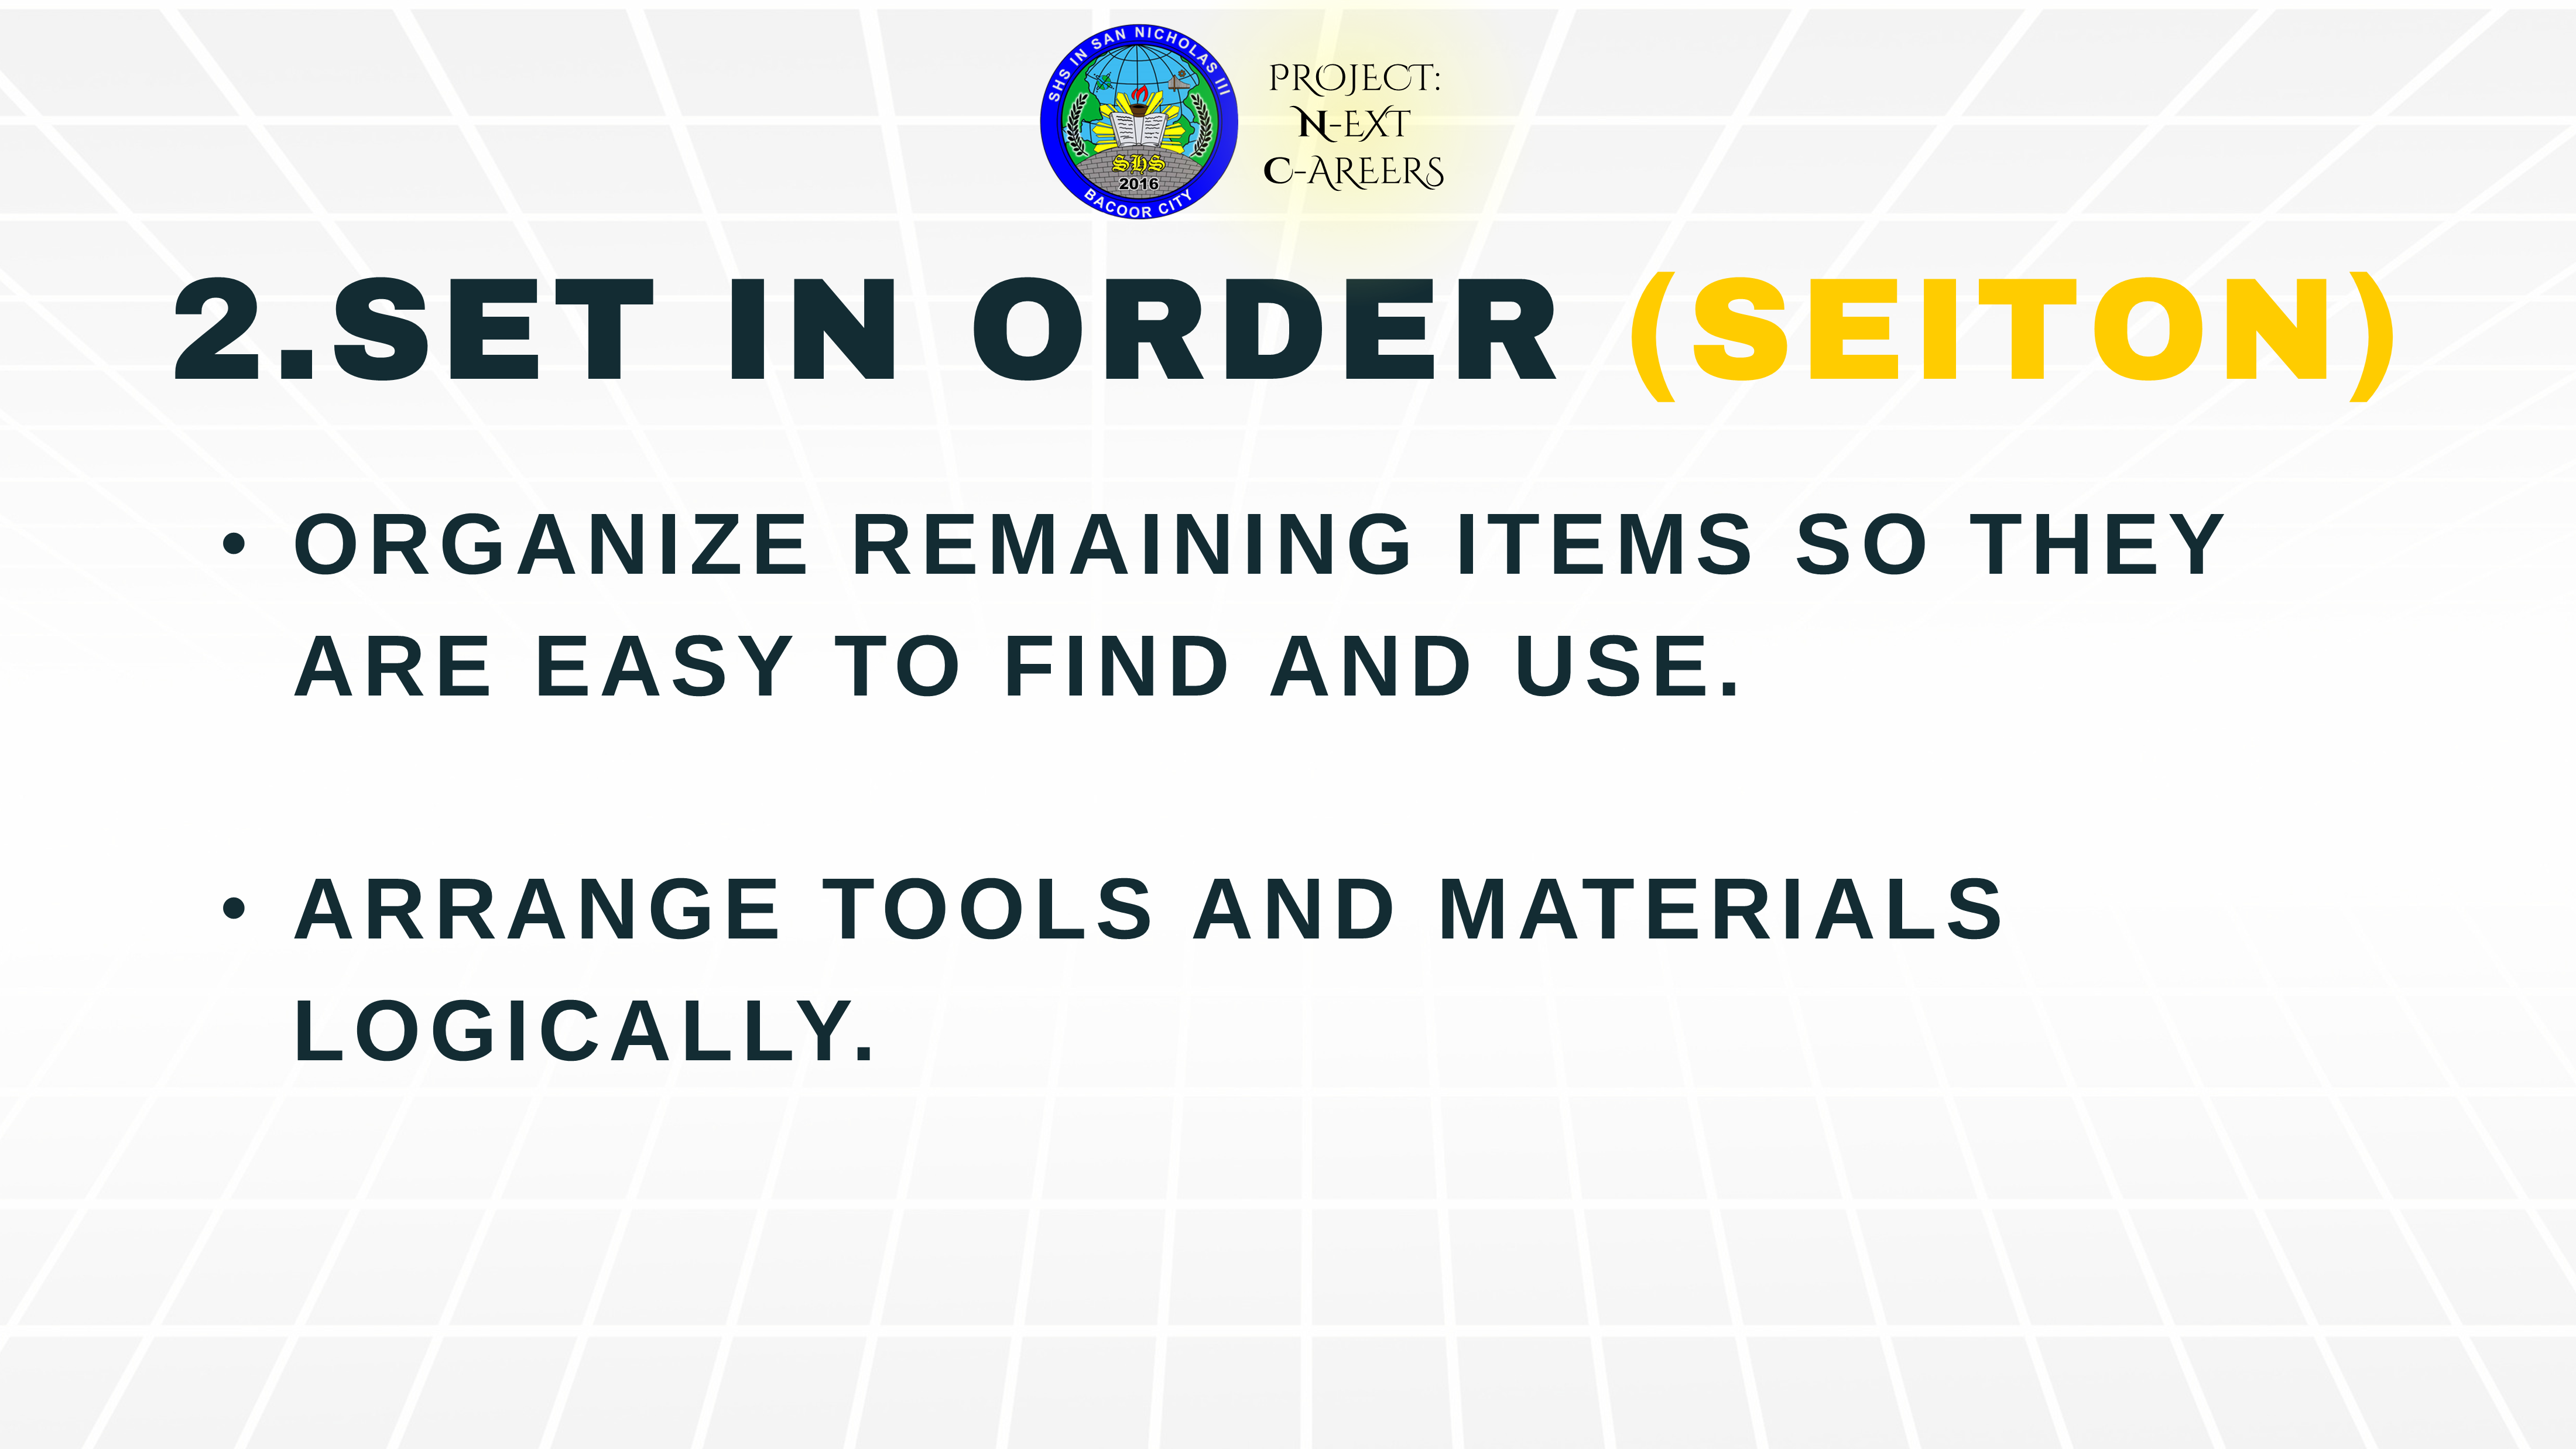 SHS IN SAN NICHOLAS III
SHS
2016
BACOOR CITY
PROJECT:
N-EXT
C-AREERS
2.SET IN ORDER (SEITON)
• ORGANIZE REMAINING ITEMS SO THEY
ARE EASY TO FIND AND USE.
• ARRANGE TOOLS AND MATERIALS
LOGICALLY.